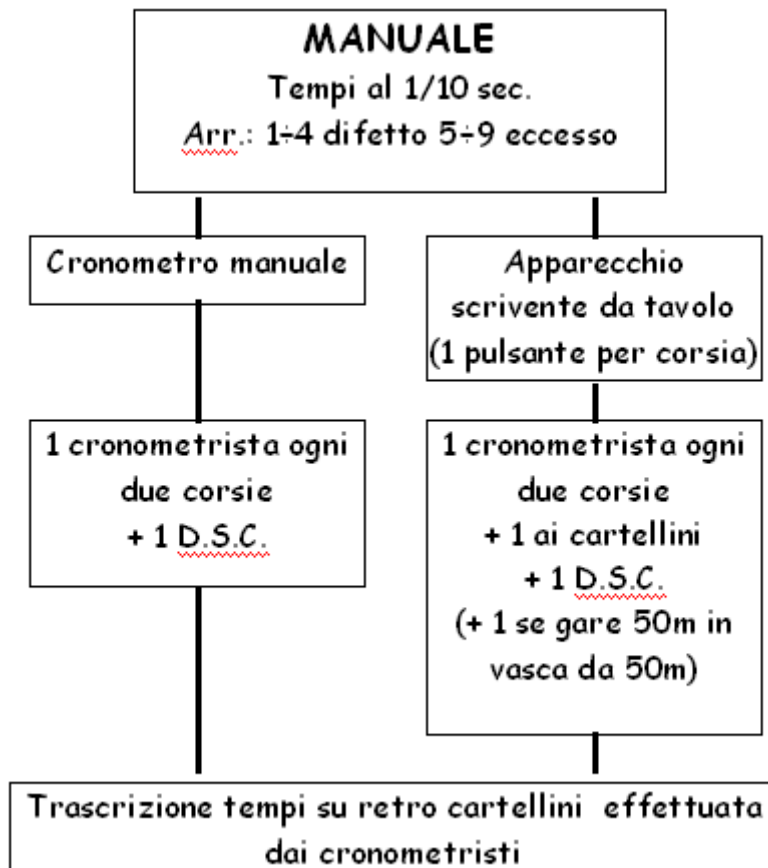 MANUALE
Tempi al 1/10 sec.
Arr.: 1÷4 difetto 5÷9 eccesso
Cronometro manuale
Apparecchio
scrivente da tavolo
(1 pulsante per corsia)
1 cronometrista ogni
due corsie
+ 1 D.S.C.
1 cronometrista ogni
due corsie
+ 1 ai cartellini
+ 1 D.S.C.
(+ 1 se gare 50m in
vasca da 50m)
Trascrizione tempi su retro cartellini effettuata
dai cronometristi